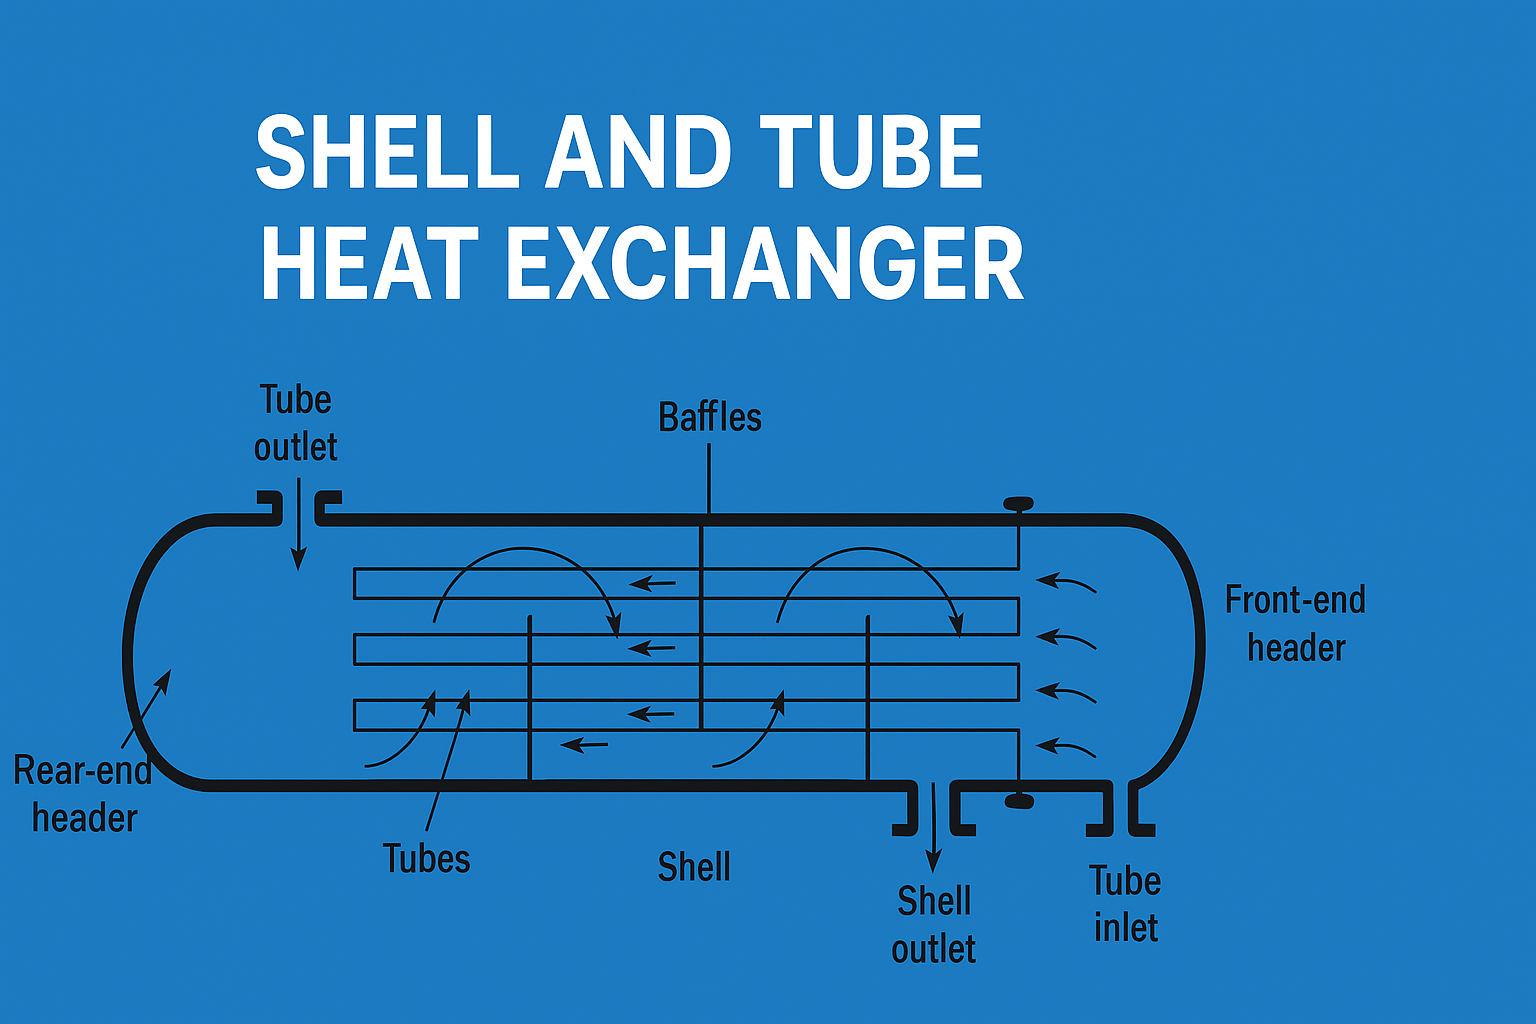 SHELL AND TUBE
HEAT EXCHANGER
Tube
outlet
Baffles
Front-end
header
Rear-end
header
Tubes
Shell
Shell
outlet
Tube
inlet